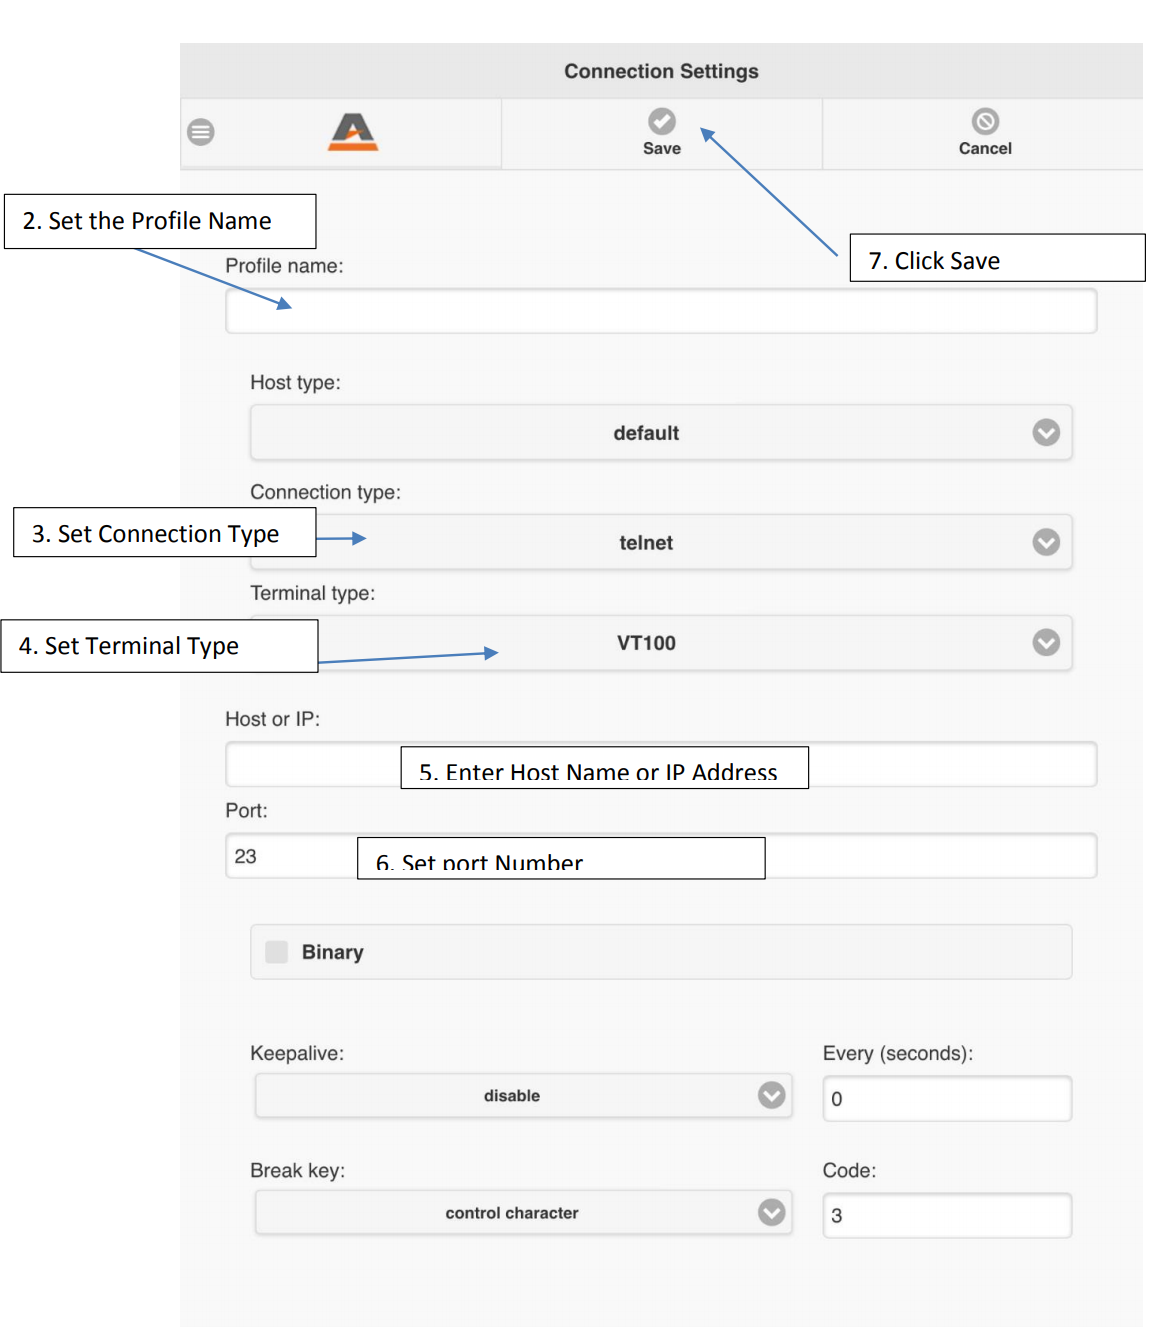 Connection Settings
Save
Cancel
2. Set the Profile Name
7. Click Save
Profile name:
Host type:
default
Connection type:
3. Set Connection Type
telnet
Terminal type:
4. Set Terminal Type
VT100
Host or IP:
5. Enter Host Name or IP Address
Port:
23
6. Set port Number
Binary
Keepalive:
Every (seconds):
disable
0
Break key:
Code:
control character
3